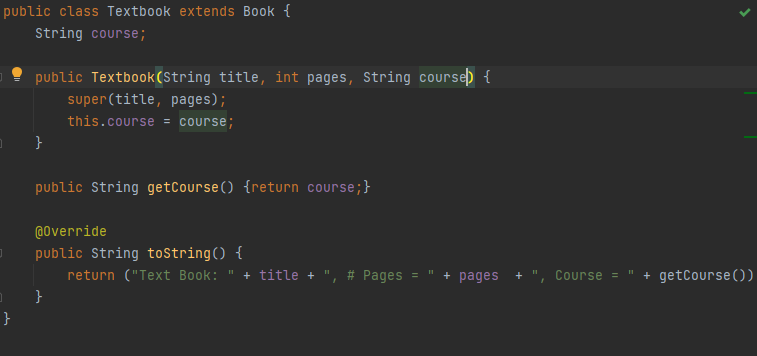 public class Textbook extends Book {
    String course;

    public Textbook(String title, int pages, String course) {
        super(title, pages);
        this.course = course;
    }

    public String getCourse() {return course;}

    @Override
    public String toString() {
        return ("Text Book: " + title + ", # Pages = " + pages  + ", Course = " + getCourse())
    }
}